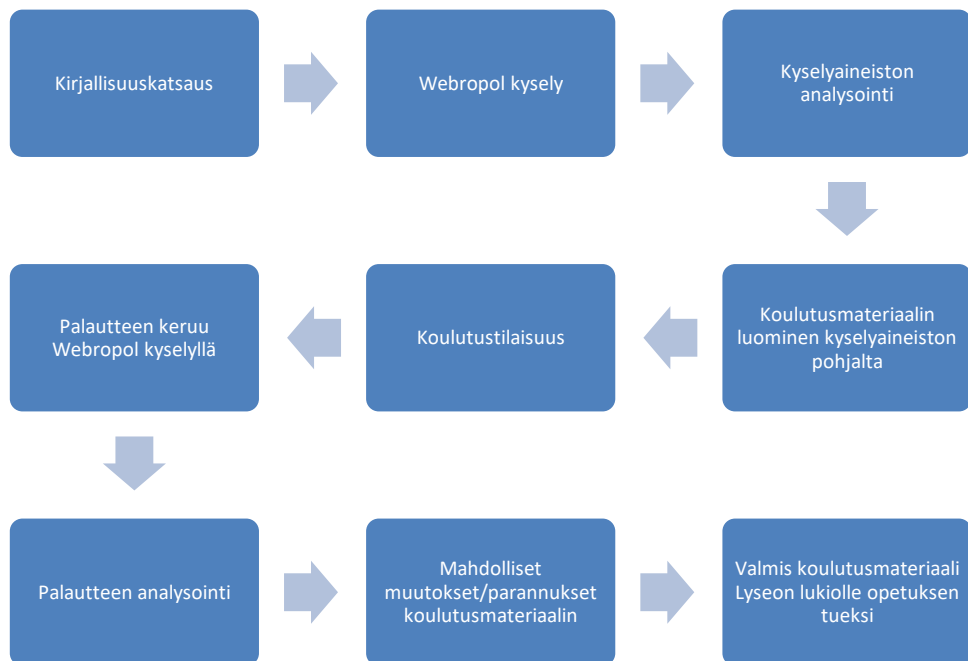 Kirjallisuuskatsaus
Webropol kysely
Kyselyaineiston
analysointi
Koulutusmateriaalin
luominen kyselyaineiston
pohjalta
Koulutustilaisuus
Palautteen keruu
Webropol kyselyllä
Palautteen analysointi
Mahdolliset
muutokset/parannukset
koulutusmateriaalin
Valmis koulutusmateriaali
Lyseon lukiolle opetuksen
tueksi